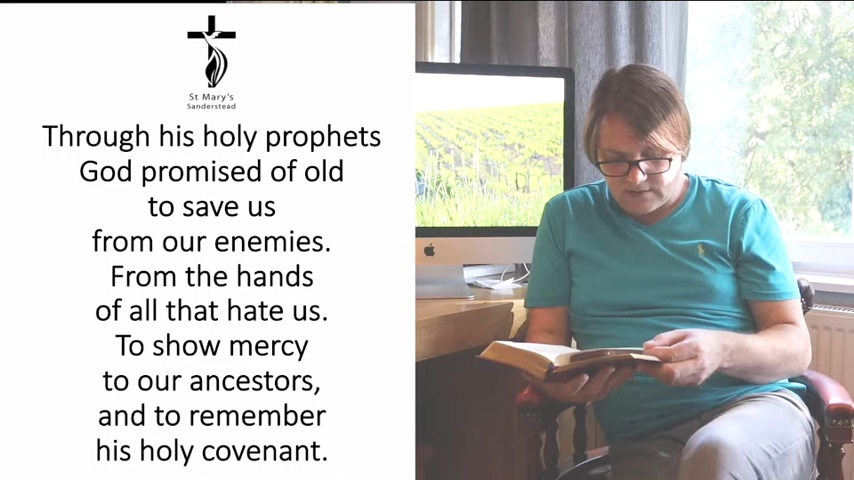 St Mary's
Sanderstead
Through his holy prophets
God promised of old
to save us
from our enemies.
From the hands
of all that hate us.
To show mercy
to our ancestors,
and to remember
his holy covenant.